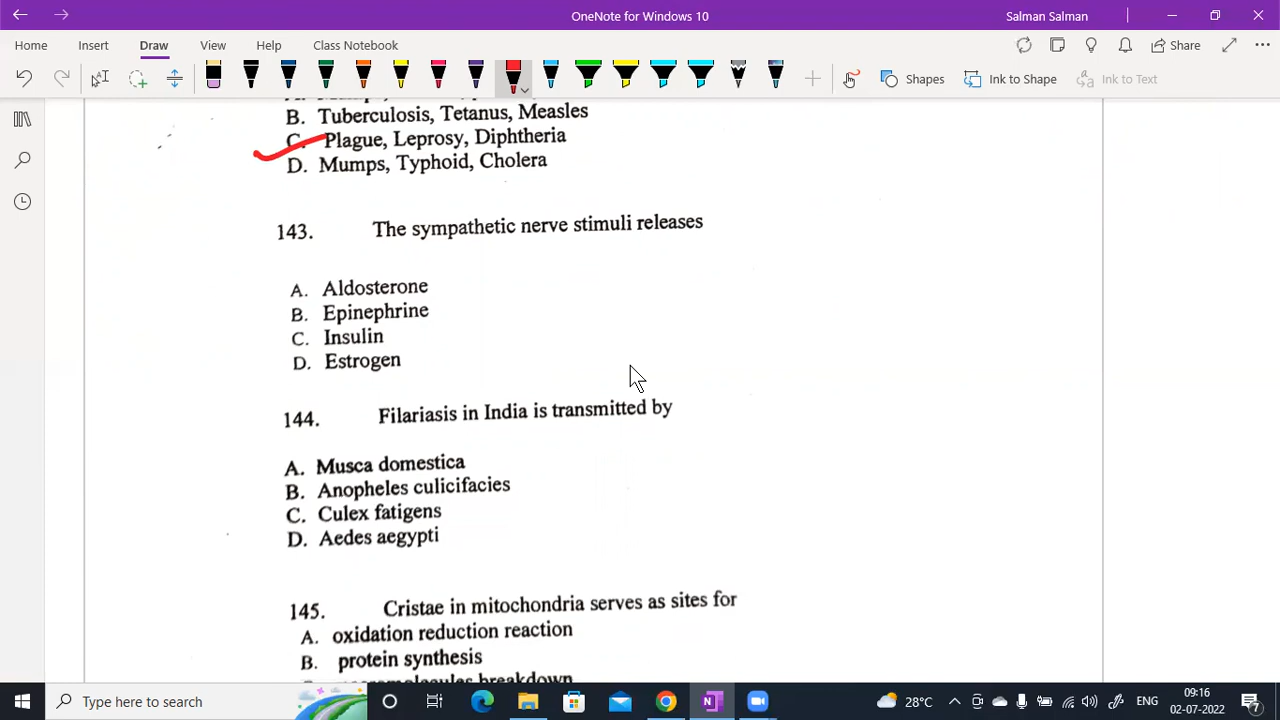 OneNote for Windows 10
Salman Salman
Home Insert Draw View Help Class Notebook
Share
Shapes Ink to Shape Ink to Text
B. Tuberculosis, Tetanus, Measles
C. Plague, Leprosy, Diphtheria
D. Mumps, Typhoid, Cholera
143. The sympathetic nerve stimuli releases
A. Aldosterone
B. Epinephrine
C. Insulin
D. Estrogen
144. Filariasis in India is transmitted by
A. Musca domestica
B. Anopheles culicifacies
C. Culex fatigens
D. Aedes aegypti
145. Cristae in mitochondria serves as sites for
A. oxidation reduction reaction
B. protein synthesis
breakdown
Type here to search
28°C
ENG
09:16
02-07-2022
7